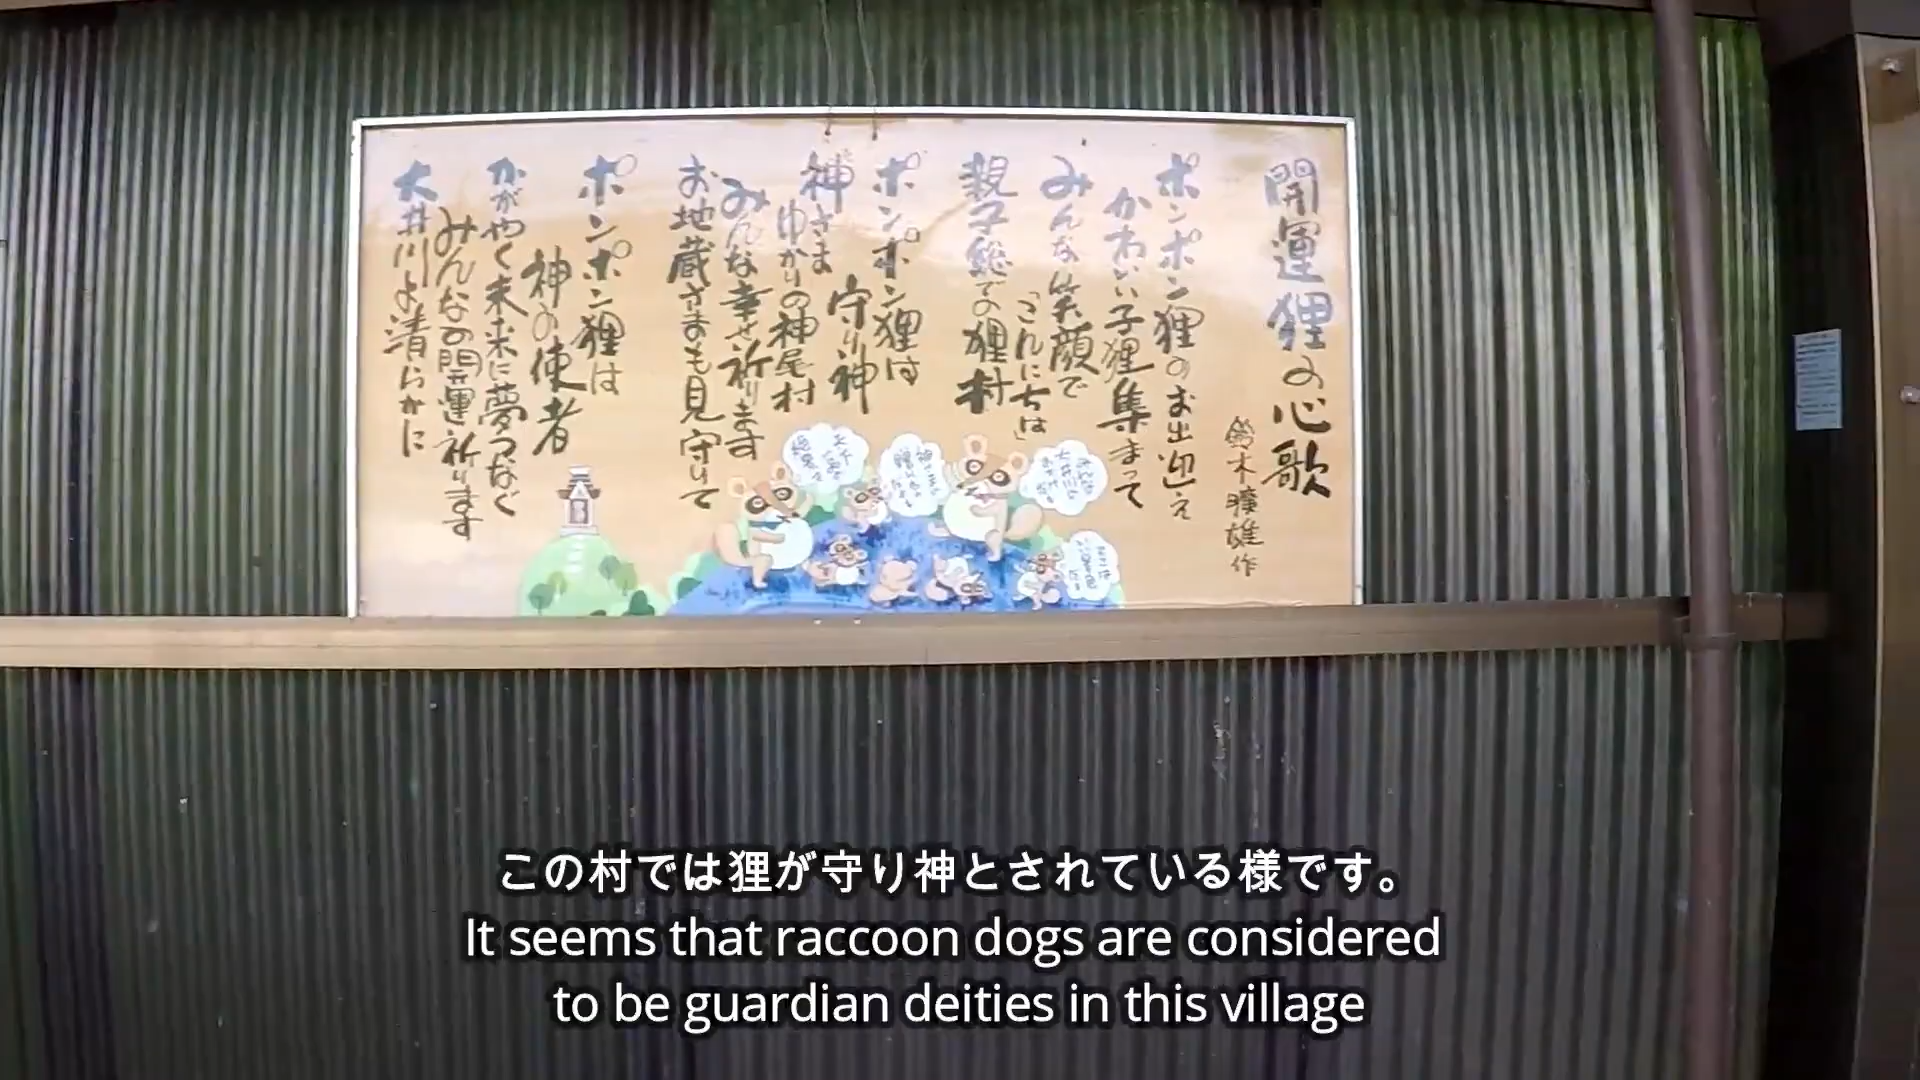 開運狸の心歌
鈴木 雄作
ポンポン狸のお出迎え
かわいい子狸集まって
みんな笑顔で
「こんにちは」
親子総での狸村
ポンポン狸は
守り神
神さま
ゆかりの神尾村
みんな幸せ祈ります
お地蔵さまも見守りて
ポンポン狸は
神の使者
かがやく未来に夢つなぐ
みんなの開運祈ります
大井川よ清らかに
この村では狸が守り神とされている様です。
It seems that raccoon dogs are considered
to be guardian deities in this village